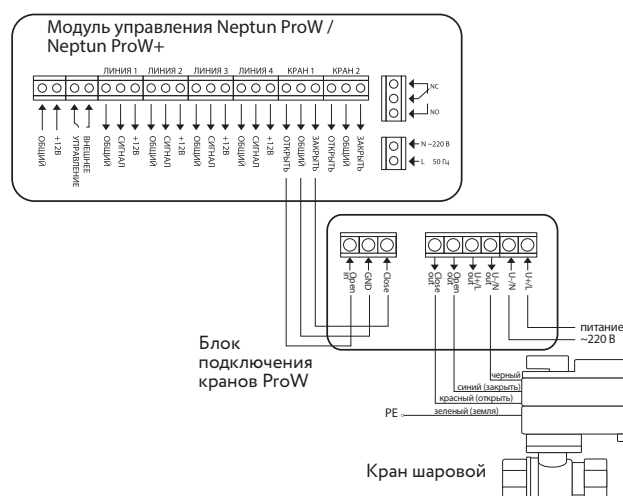 Модуль управления Neptun ProW /
Neptun ProW+
ЛИНИЯ 1 ЛИНИЯ 2 ЛИНИЯ 3 ЛИНИЯ 4 КРАН 1 КРАН 2
ОБЩИЙ
+12В
ВНЕШНЕЕ
УПРАВЛЕНИЕ
ОБЩИЙ
СИГНАЛ
+12В
ОБЩИЙ
СИГНАЛ
+12В
ОБЩИЙ
СИГНАЛ
+12В
ОБЩИЙ
СИГНАЛ
+12В
ОТКРЫТЬ
ОБЩИЙ
ЗАКРЫТЬ
ОТКРЫТЬ
ОБЩИЙ
ЗАКРЫТЬ
NC
NO
N ~220 В
L 50 Гц
Open
in
GND
Close
Close
out
Open
out
U+/L
out
U-/N
out
U-/N
U+/L
питание
~220 В
Блок
подключения
кранов ProW
черный
синий (закрыть)
красный (открыть)
PE
зеленый (земля)
Кран шаровой